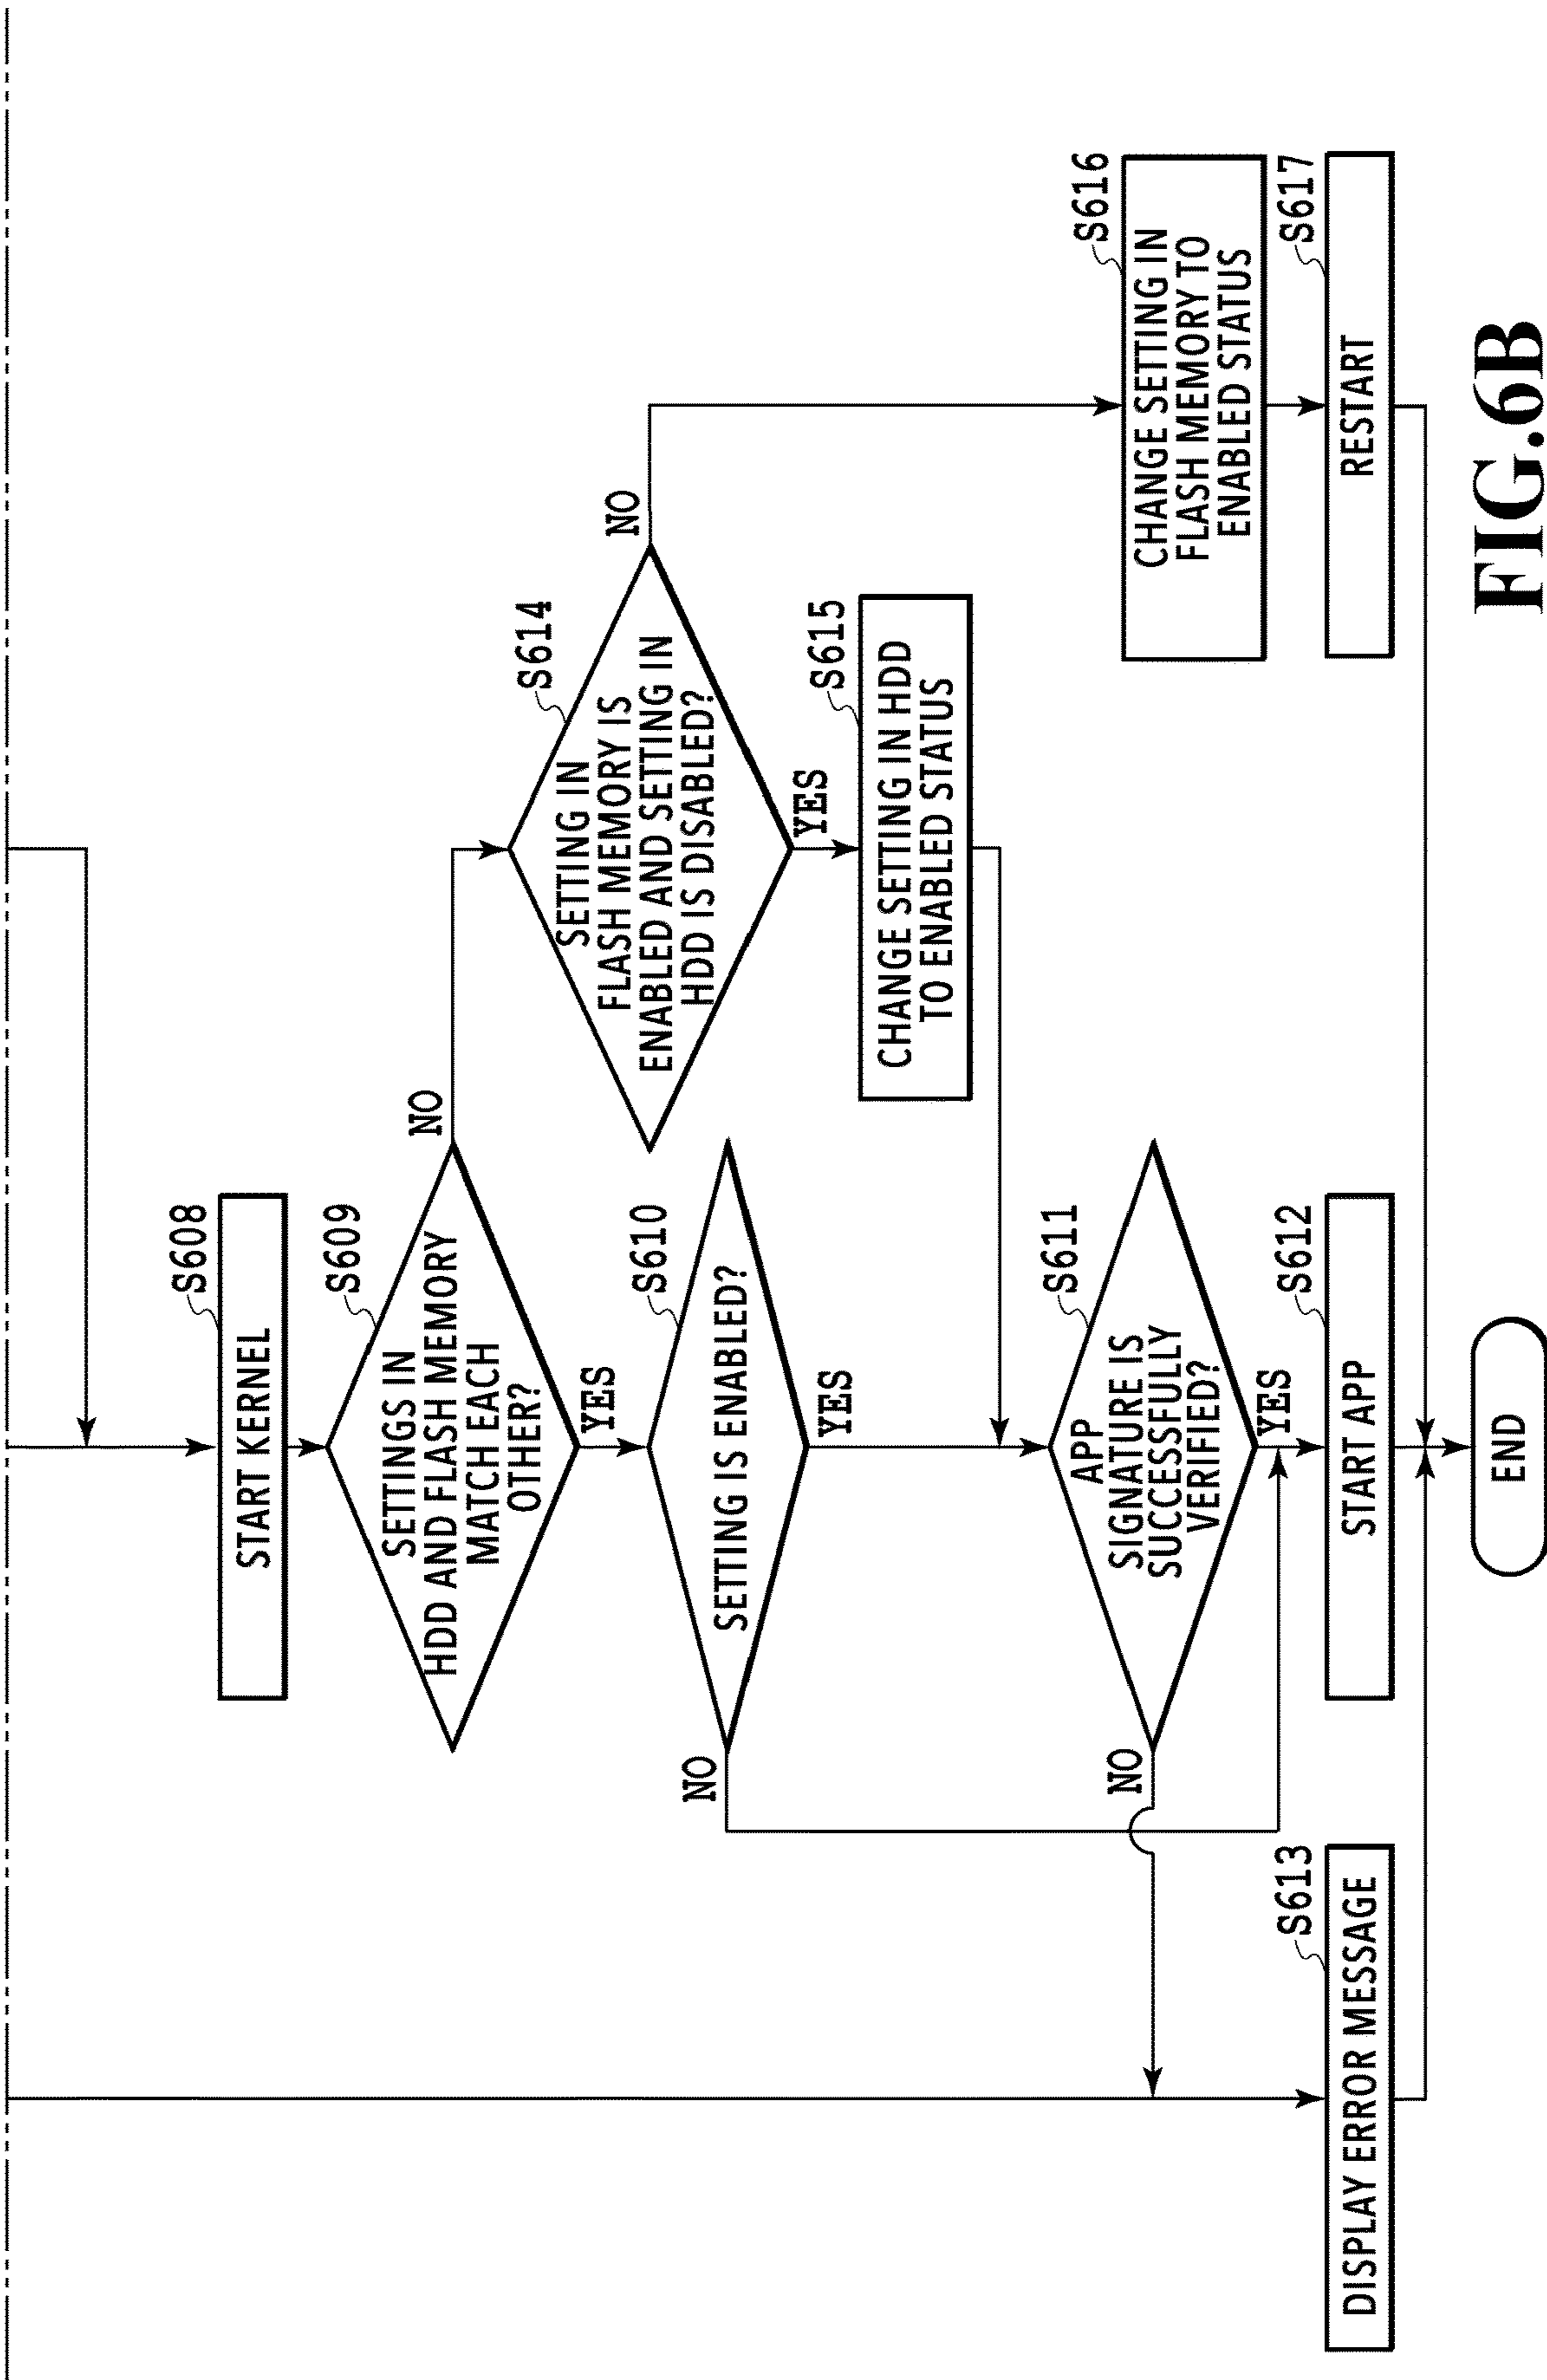 S608
START KERNEL
S609
SETTINGS IN
HDD AND FLASH MEMORY
MATCH EACH
OTHER?
NO
YES
S610
SETTING IS ENABLED?
NO
YES
S614
SETTING IN
FLASH MEMORY IS
ENABLED AND SETTING IN
HDD IS DISABLED?
NO
YES
S615
CHANGE SETTING IN HDD
TO ENABLED STATUS
S611
APP
SIGNATURE IS
SUCCESSFULLY
VERIFIED?
NO
YES
S616
CHANGE SETTING IN
FLASH MEMORY TO
ENABLED STATUS
S613
DISPLAY ERROR MESSAGE
S612
START APP
S617
RESTART
END
FIG.6B